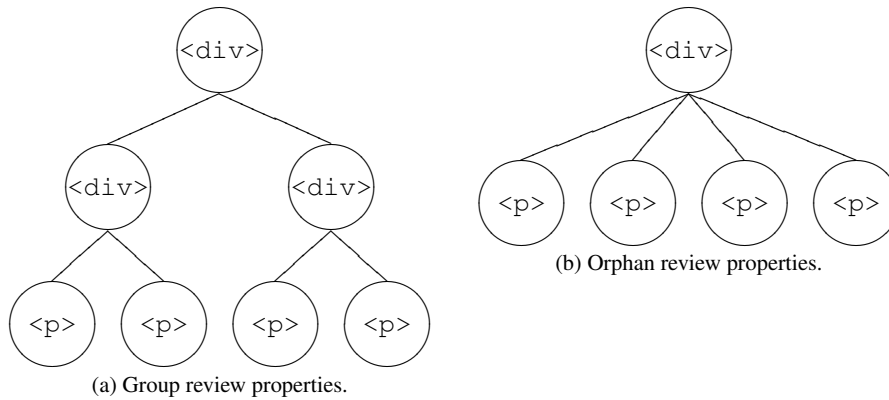 <div>
<div> <div>
<p> <p> <p> <p>
(a) Group review properties.
<div>
<p> <p> <p> <p>
(b) Orphan review properties.